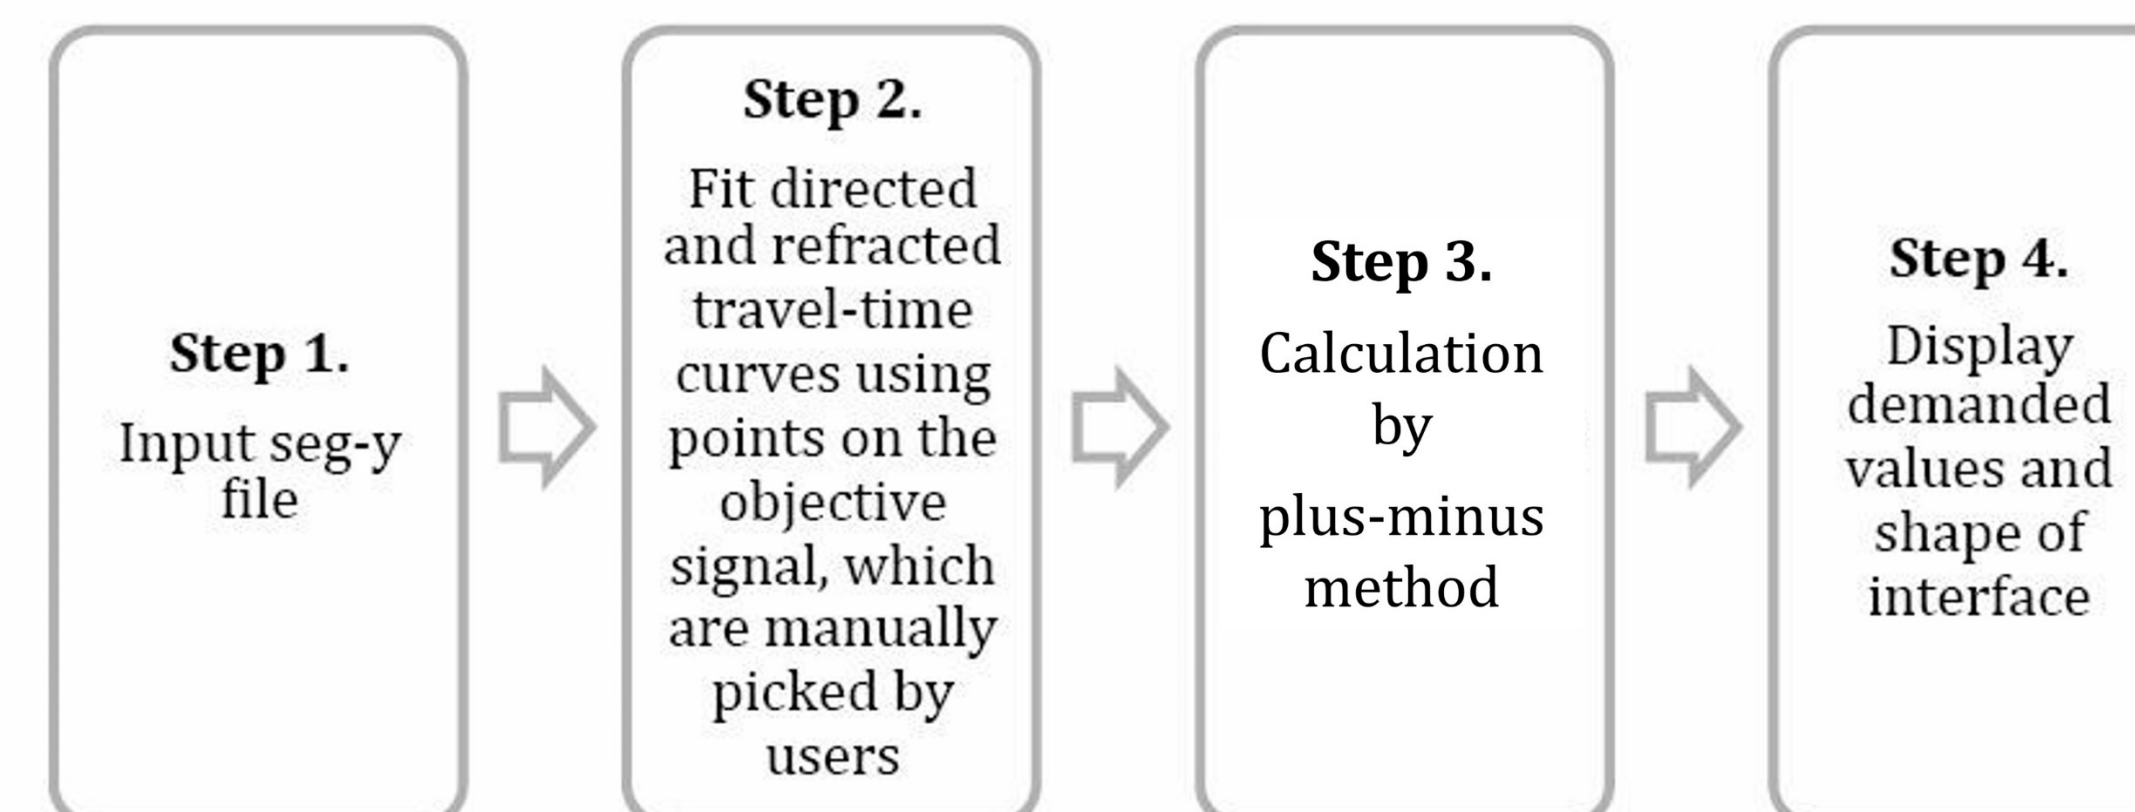 Step 1.
Input seg-y
file
Step 2.
Fit directed
and refracted
travel-time
curves using
points on the
objective
signal, which
are manually
picked by
users
Step 3.
Calculation
by
plus-minus
method
Step 4.
Display
demanded
values and
shape of
interface